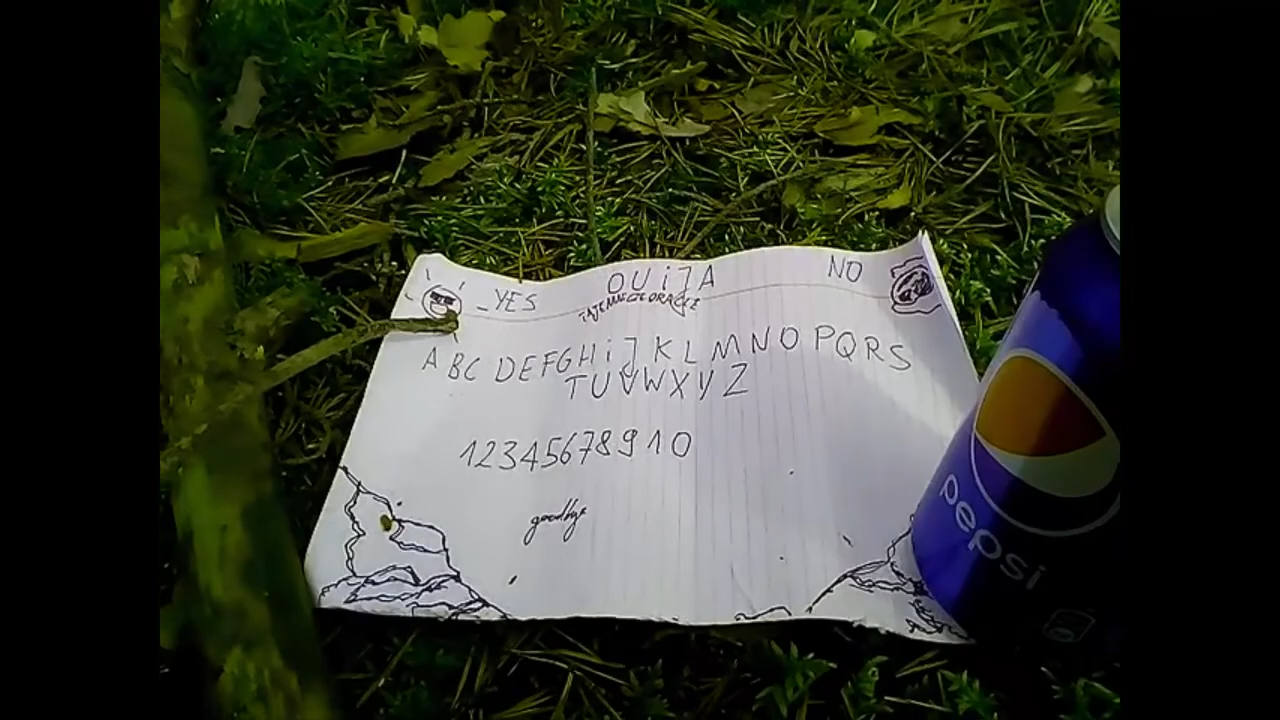 YES OUiJA NO
ABCDEFGHiJKLMNOPQRS
TUVWXYZ
12345678910
goodbye
pepsi